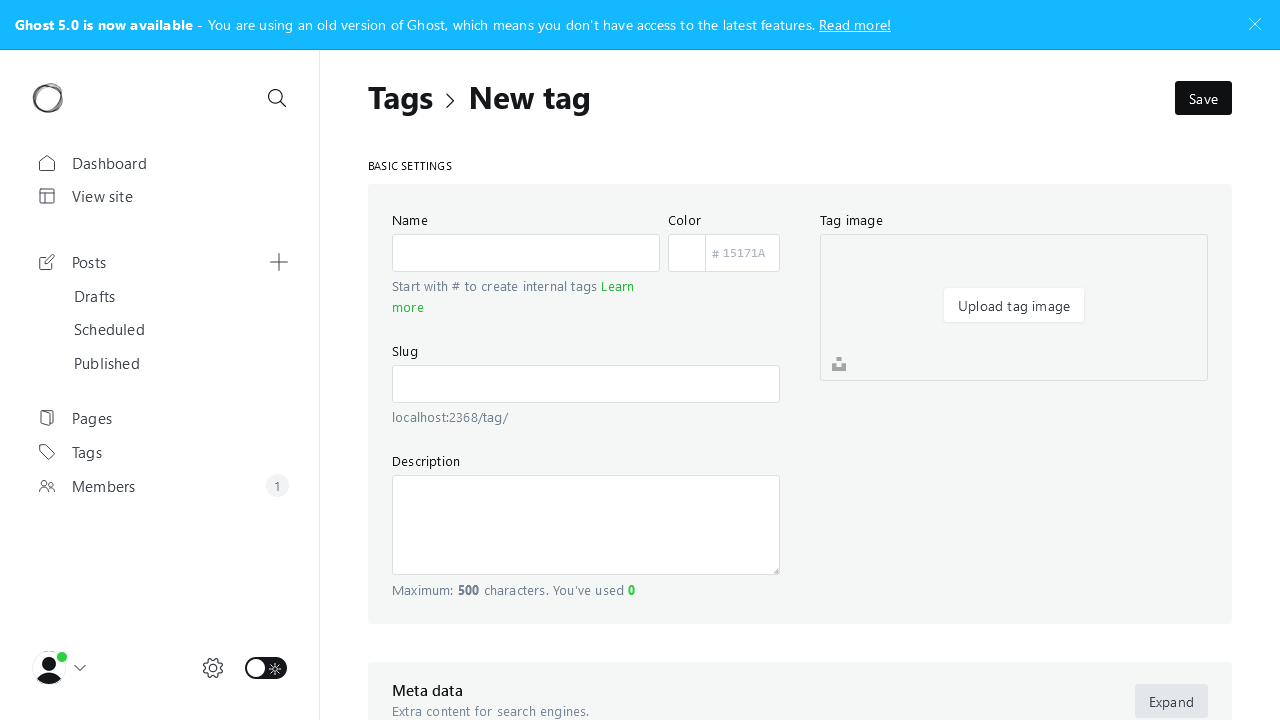 Ghost 5.0 is now available - You are using an old version of Ghost, which means you don't have access to the latest features. Read more!
Dashboard
View site
Posts
Drafts
Scheduled
Published
Pages
Tags
Members
1
Tags
New tag
Save
BASIC SETTINGS
Name
Color
# 15171A
Start with # to create internal tags Learn
more
Slug
localhost:2368/tag/
Description
Maximum: 500 characters. You've used 0
Tag image
Upload tag image
Meta data
Extra content for search engines.
Expand